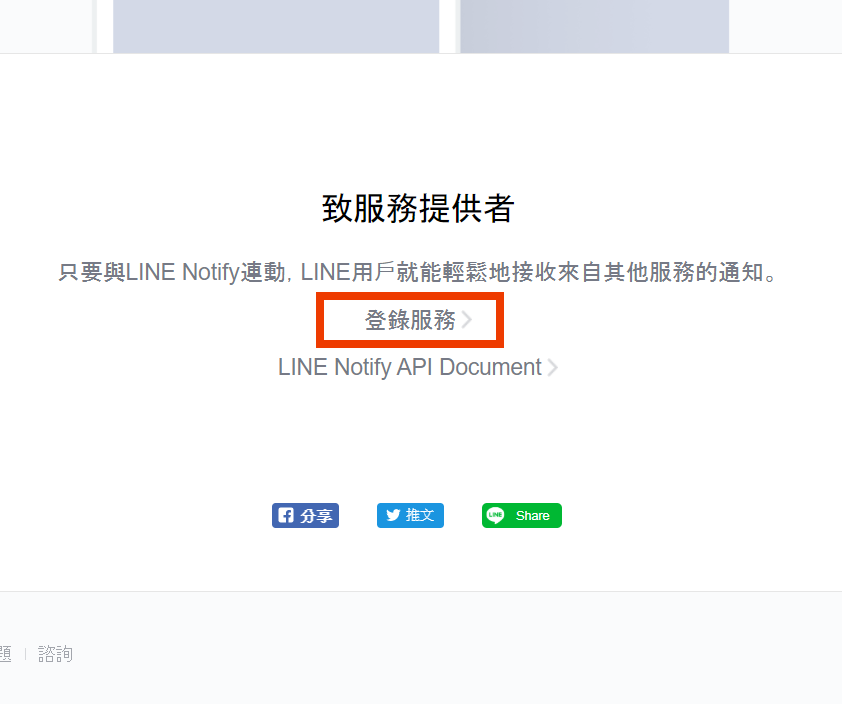 致服務提供者
只要與LINE Notify連動, LINE用戶就能輕鬆地接收來自其他服務的通知。
登錄服務
LINE Notify API Document
分享
推文
LINE Share
題 | 諮詢